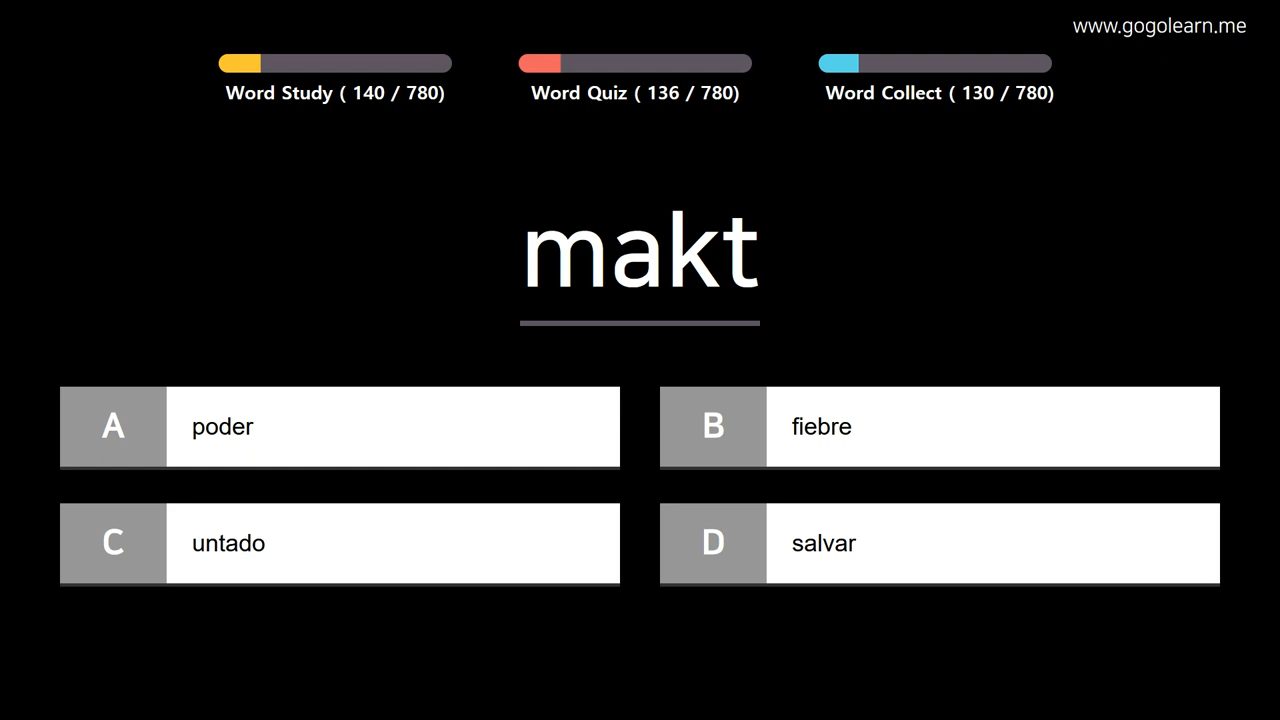 www.gogolearn.me
Word Study ( 140 / 780)
Word Quiz ( 136 / 780)
Word Collect ( 130 / 780)
makt
A poder
B fiebre
C untado
D salvar